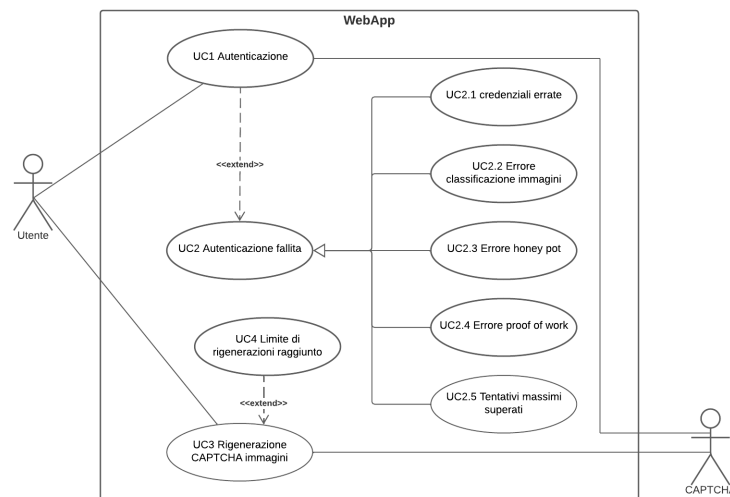 WebApp
UC1 Autenticazione
UC2.1 credenziali errate
<<extend>>
UC2.2 Errore
classificazione immagini
Utente
UC2 Autenticazione fallita
UC2.3 Errore honey pot
UC2.4 Errore proof of work
UC4 Limite di
rigenerazioni raggiunto
<<extend>>
UC2.5 Tentativi massimi
superati
UC3 Rigenerazione
CAPTCHA immagini
CAPTCHA